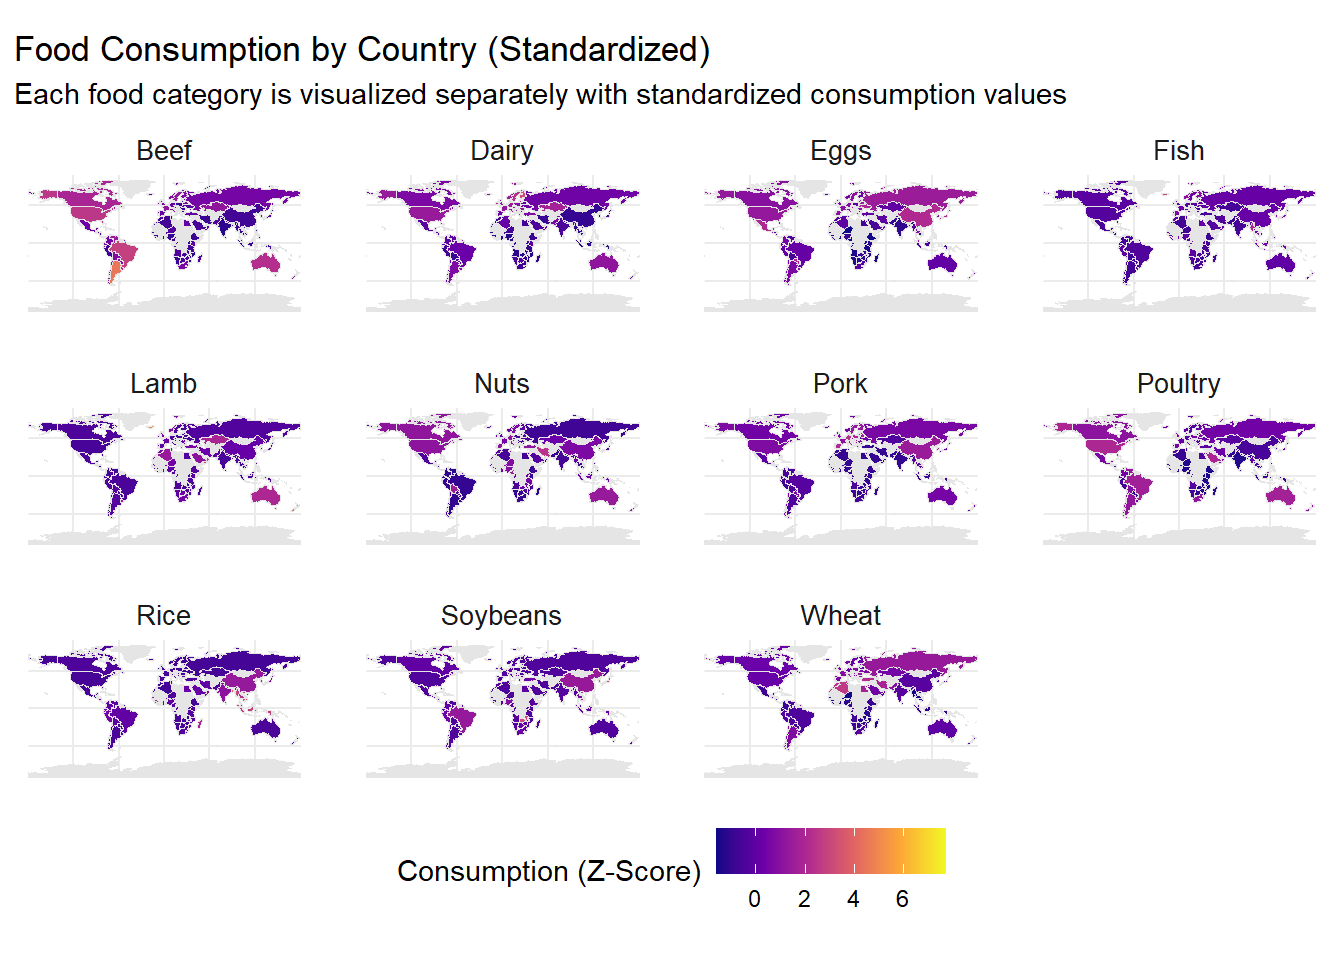 Food Consumption by Country (Standardized)
Each food category is visualized separately with standardized consumption values
Beef
Dairy
Eggs
Fish
Lamb
Nuts
Pork
Poultry
Rice
Soybeans
Wheat
Consumption (Z-Score)
0 2 4 6